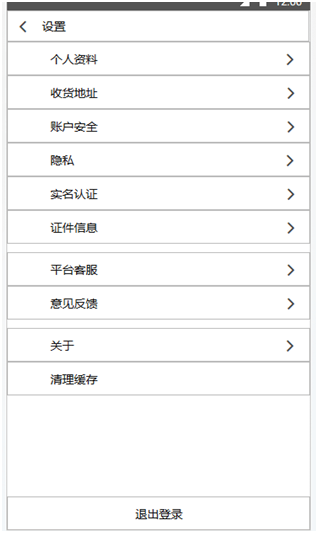 设置
个人资料
收货地址
账户安全
隐私
实名认证
证件信息
平台客服
意见反馈
关于
清理缓存
退出登录